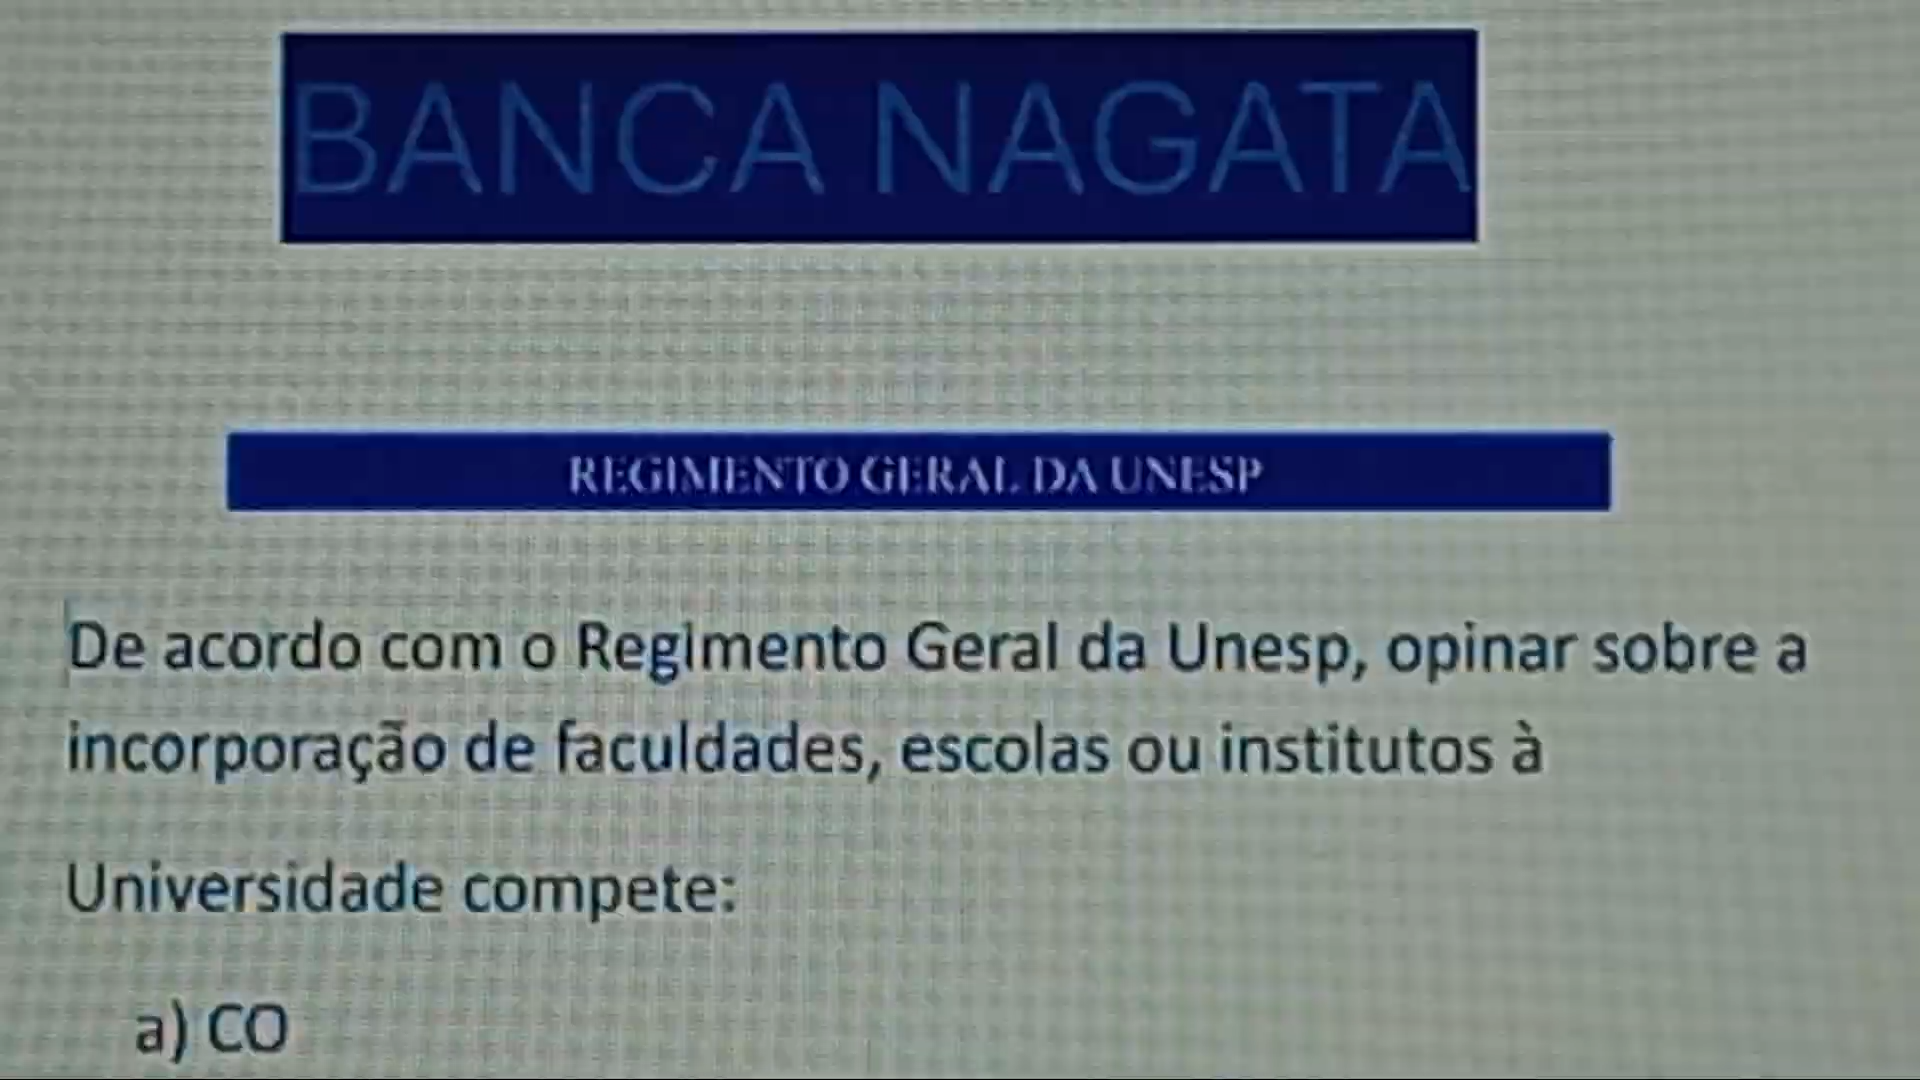 BANCA NAGATA
REGIMENTO GERAL DA UNESP
De acordo com o Regimento Geral da Unesp, opinar sobre a
incorporação de faculdades, escolas ou institutos à
Universidade compete:
a) CO